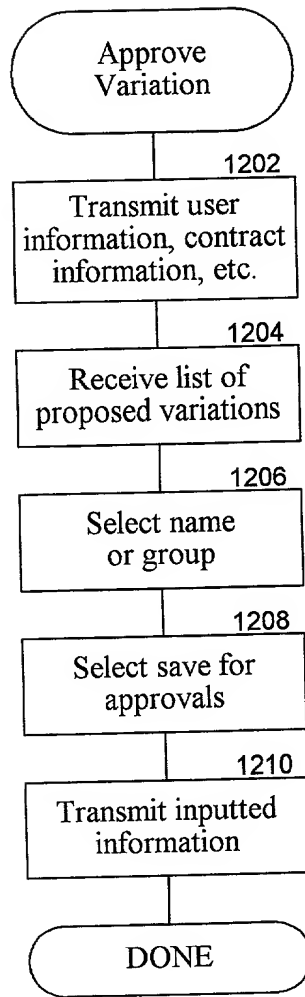 Approve
Variation
1202
Transmit user
information, contract
information, etc.
1204
Receive list of
proposed variations
1206
Select name
or group
1208
Select save for
approvals
1210
Transmit inputted
information
DONE